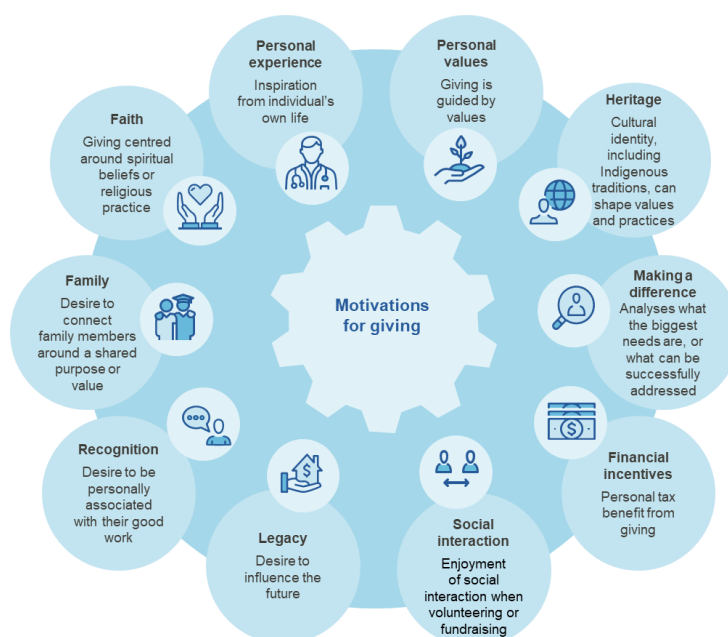 Personal
experience
Inspiration
from individual's
own life
Personal
values
Giving is
guided by
values
Heritage
Cultural
identity,
including
Indigenous
traditions, can
shape values
and practices
Making a
difference
Analyses what
the biggest
needs are, or
what can be
successfully
addressed
Financial
incentives
Personal tax
benefit from
giving
Social
interaction
Enjoyment
of social
interaction when
volunteering or
fundraising
Legacy
Desire to
influence the
future
Recognition
Desire to be
personally
associated
with their good
work
Family
Desire to
connect
family members
around a shared
purpose or
value
Faith
Giving centred
around spiritual
beliefs or
religious
practice
Motivations
for giving
$
$